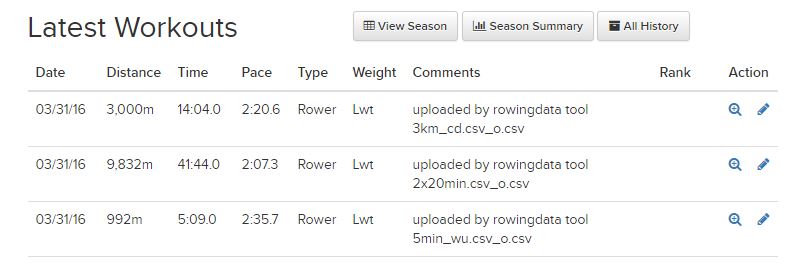 Latest Workouts
View Season
Season Summary
All History
Date Distance Time Pace Type Weight Comments Rank Action
03/31/16 3,000m 14:04.0 2:20.6 Rower Lwt uploaded by rowingdata tool
3km_cd.csv_o.csv
03/31/16 9,832m 41:44.0 2:07.3 Rower Lwt uploaded by rowingdata tool
2x20min.csv_o.csv
03/31/16 992m 5:09.0 2:35.7 Rower Lwt uploaded by rowingdata tool
5min_wu.csv_o.csv